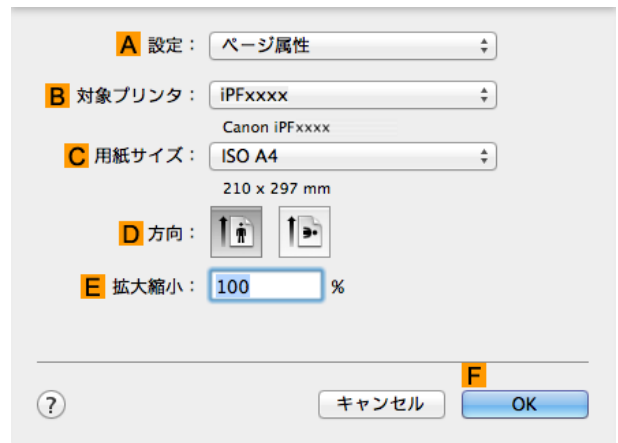 A 設定： ページ属性
B 対象プリンタ： iPFxxxx
Canon iPFxxxx
C 用紙サイズ： ISO A4
210 x 297 mm
D 方向：
E 拡大縮小： 100 %
F
? キャンセル OK